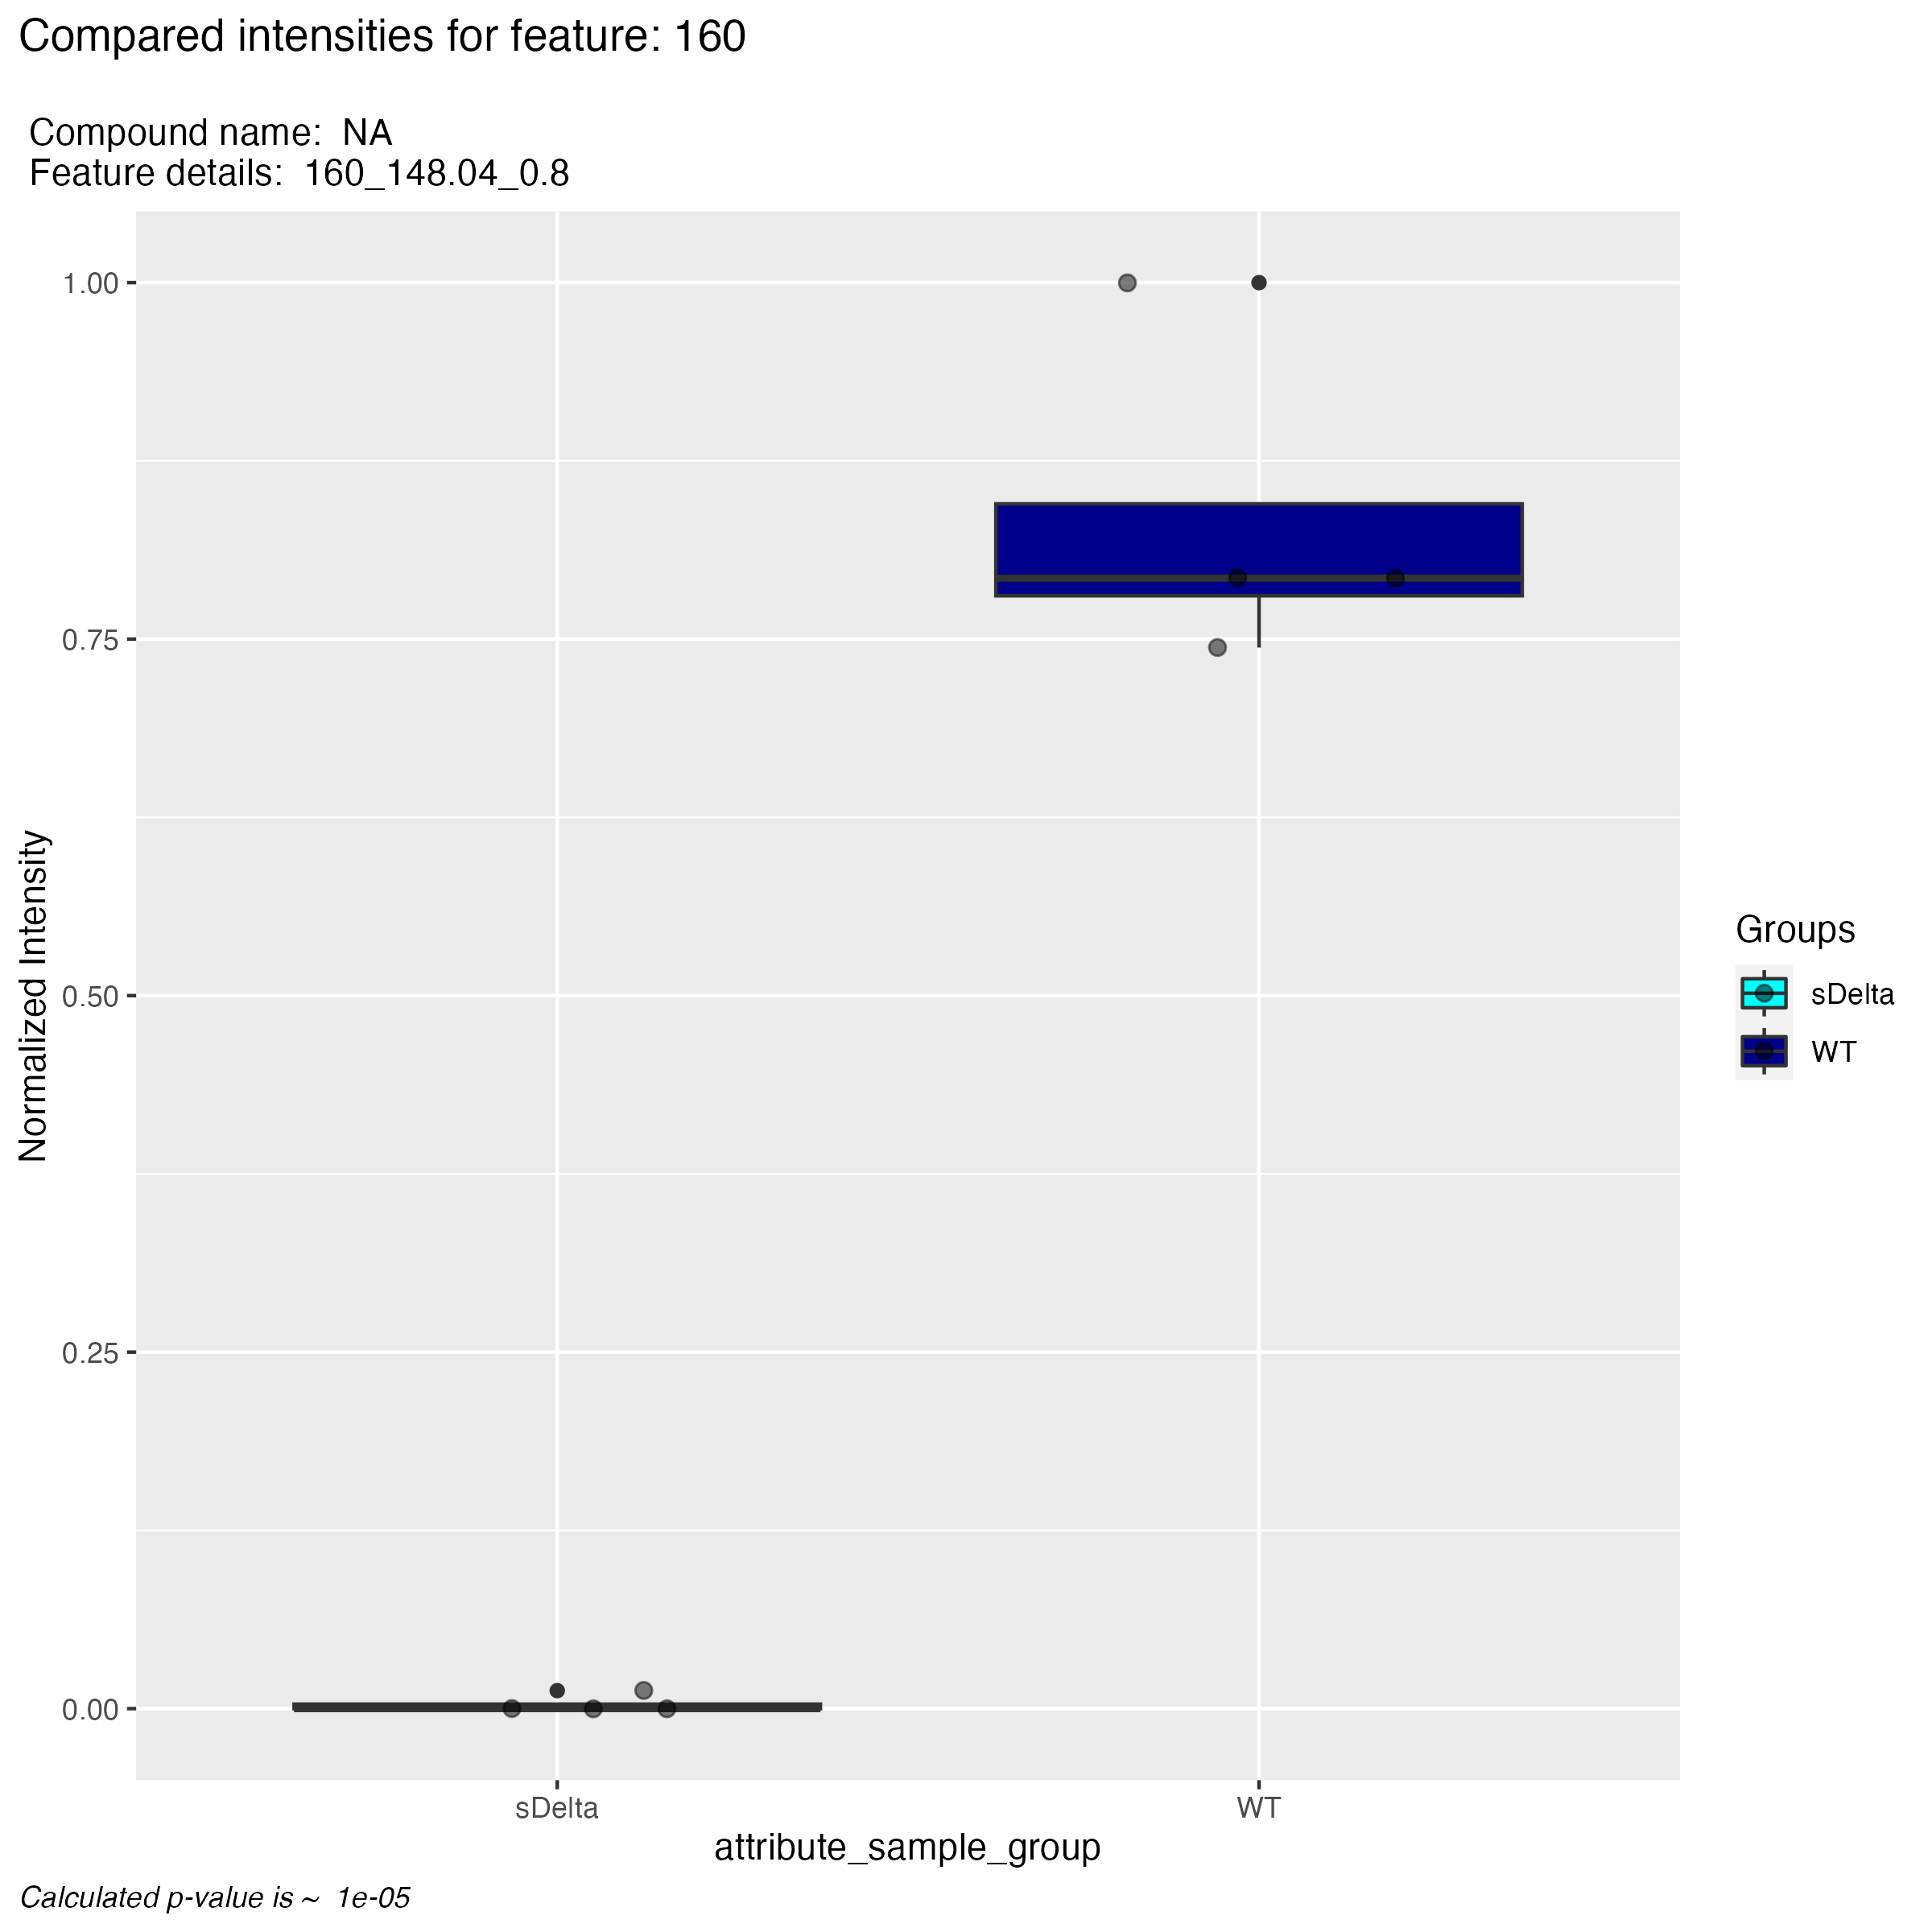 Compared intensities for feature: 160
Compound name: NA
Feature details: 160_148.04_0.8
Normalized Intensity
1.00
0.75
0.50
0.25
0.00
sDelta
WT
attribute_sample_group
Groups
sDelta
WT
Calculated p-value is ~ 1e-05